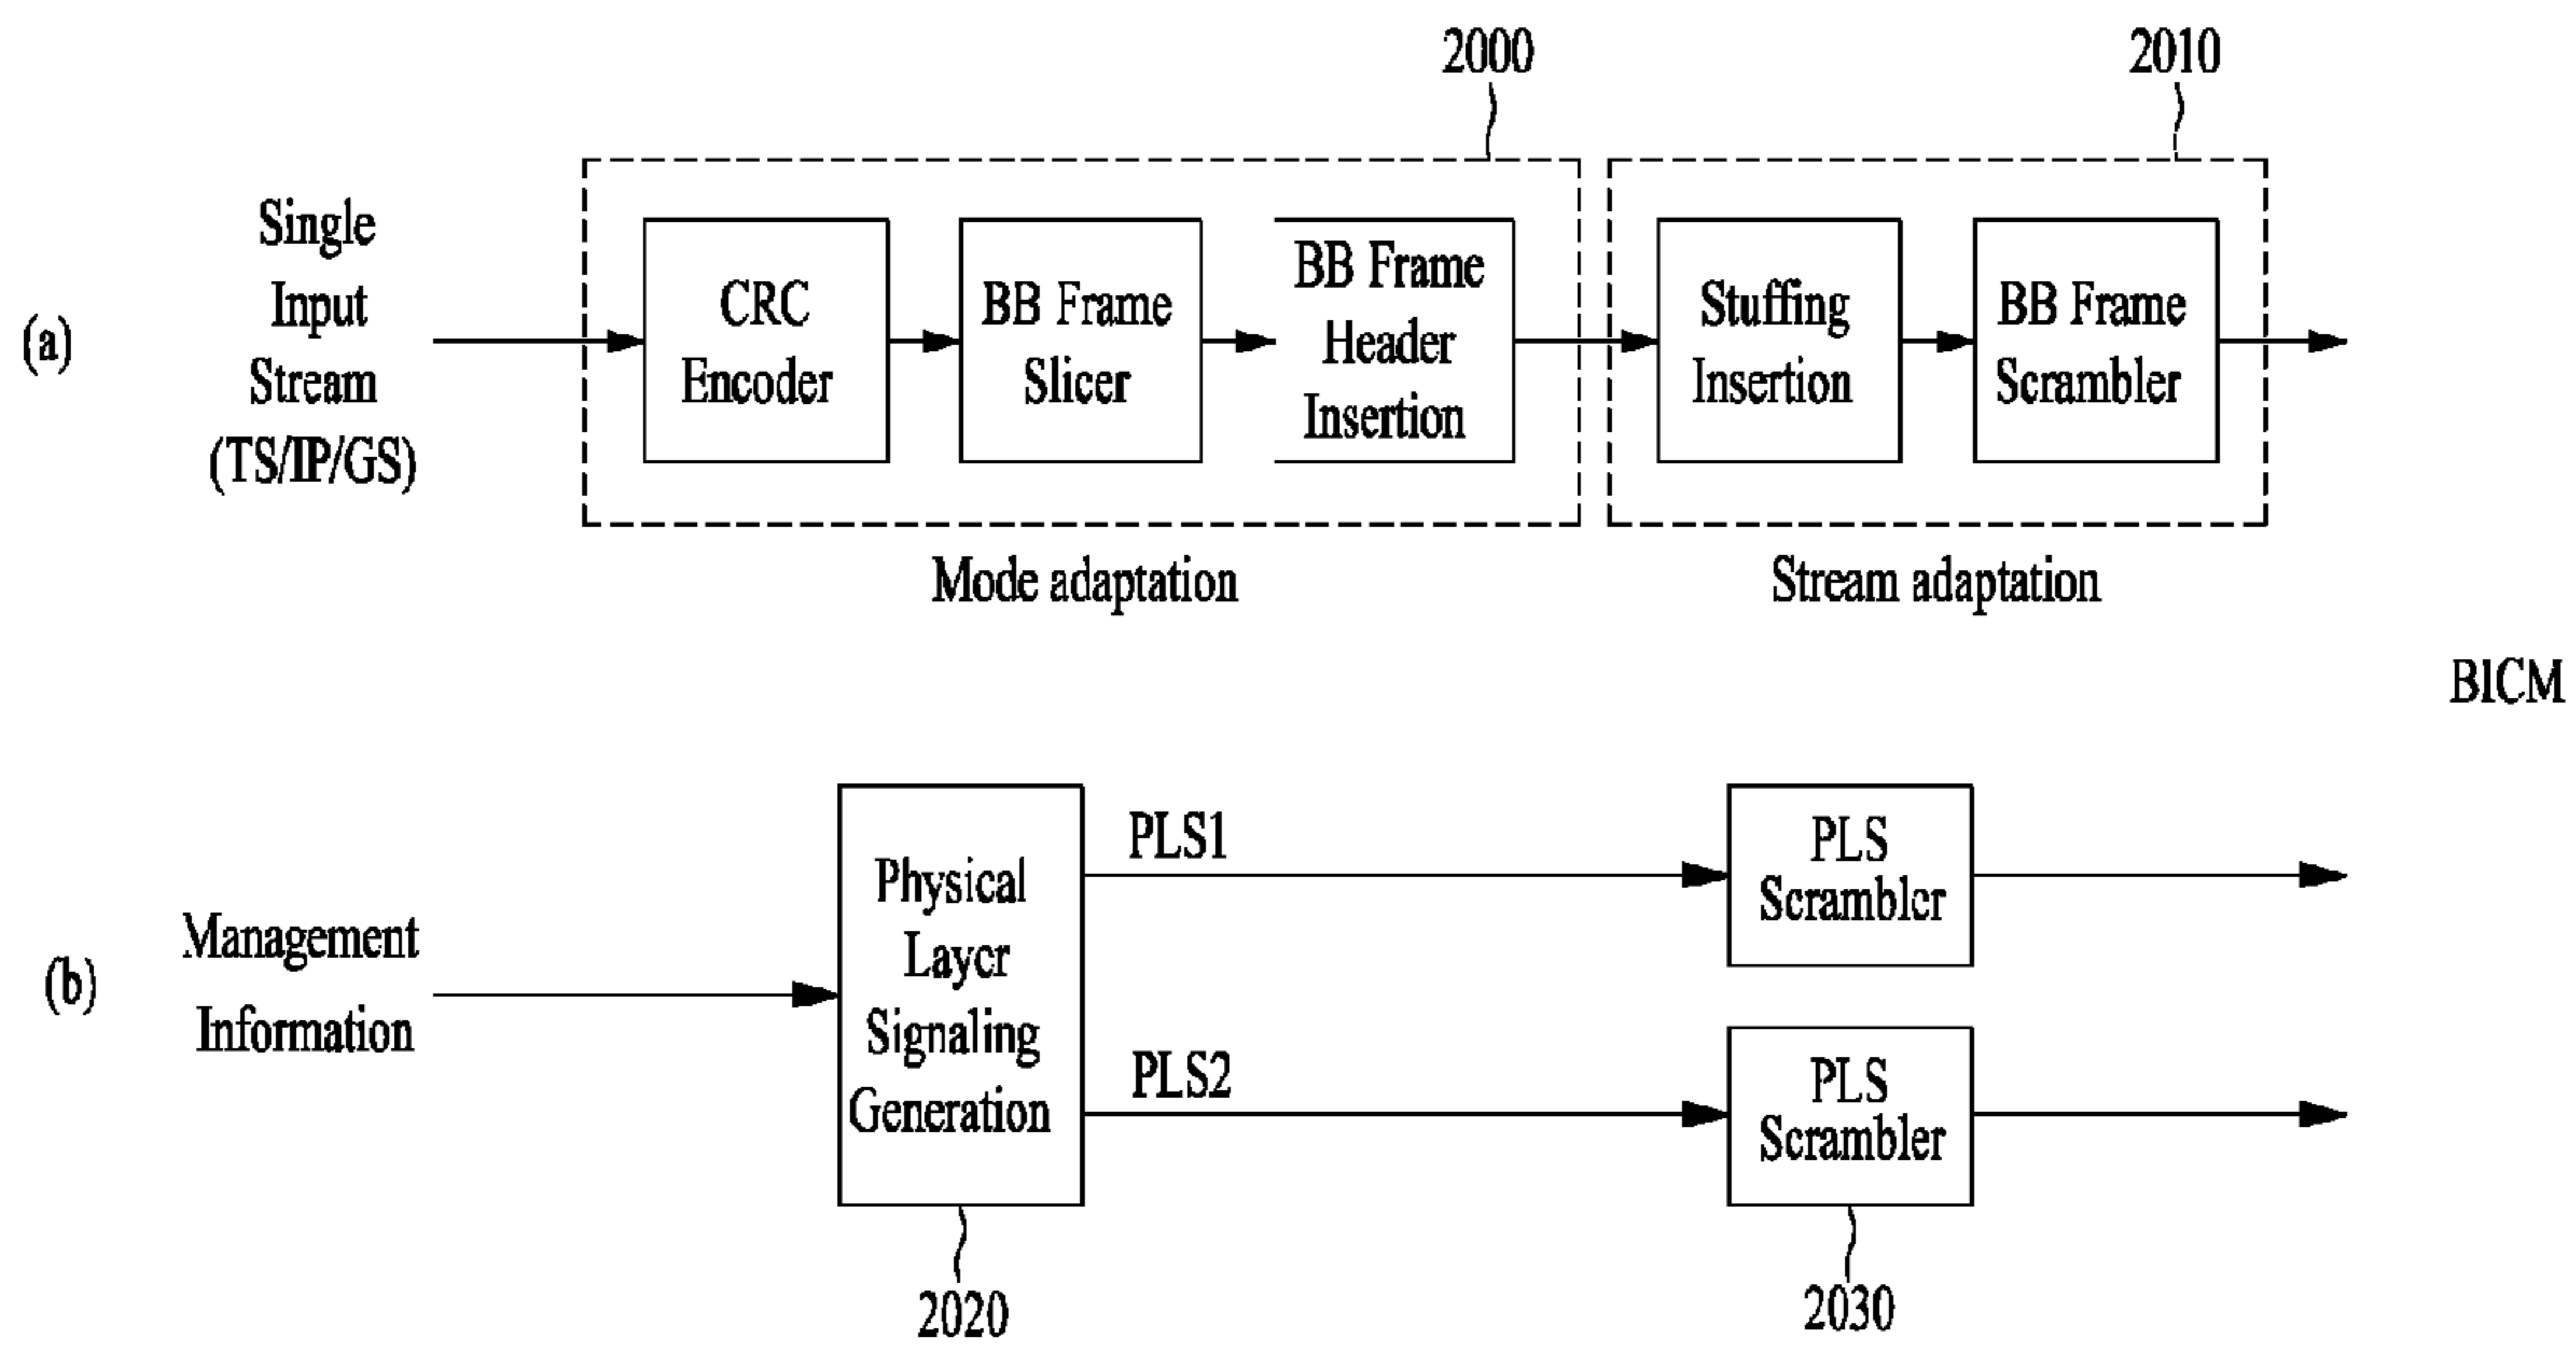 2000
2010
(a)
Single
Input
Stream
(TS/IP/GS)
CRC
Encoder
BB Frame
Slicer
BB Frame
Header
Insertion
Stuffing
Insertion
BB Frame
Scrambler
Mode adaptation
Stream adaptation
BICM
(b)
Management
Information
Physical
Layer
Signaling
Generation
PLS1
PLS2
PLS
Scrambler
PLS
Scrambler
2020
2030